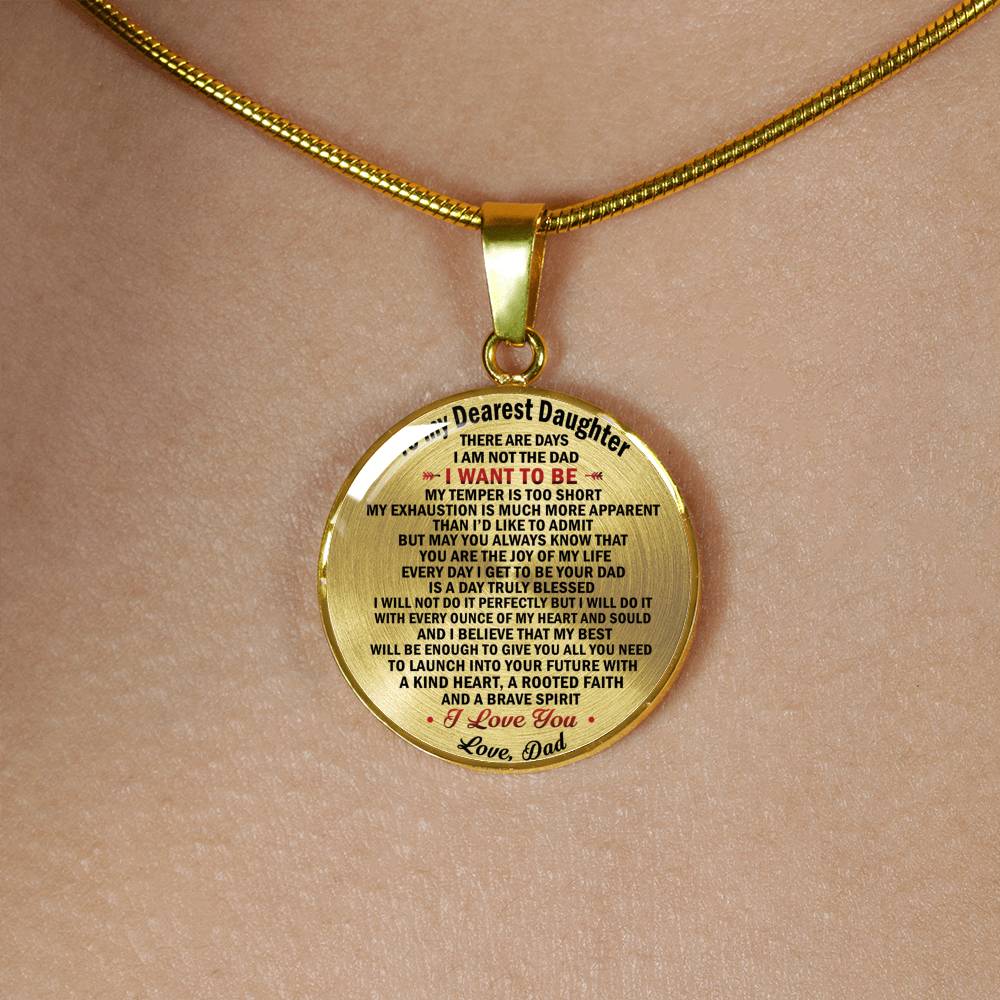 To My Dearest Daughter
THERE ARE DAYS
I AM NOT THE DAD
I WANT TO BE
MY TEMPER IS TOO SHORT
MY EXHAUSTION IS MUCH MORE APPARENT
THAN I'D LIKE TO ADMIT
BUT MAY YOU ALWAYS KNOW THAT
YOU ARE THE JOY OF MY LIFE
EVERY DAY I GET TO BE YOUR DAD
IS A DAY TRULY BLESSED
I WILL NOT DO IT PERFECTLY BUT I WILL DO IT
WITH EVERY OUNCE OF MY HEART AND SOULD
AND I BELIEVE THAT MY BEST
WILL BE ENOUGH TO GIVE YOU ALL YOU NEED
TO LAUNCH INTO YOUR FUTURE WITH
A KIND HEART, A ROOTED FAITH
AND A BRAVE SPIRIT
• I Love You •
Love, Dad